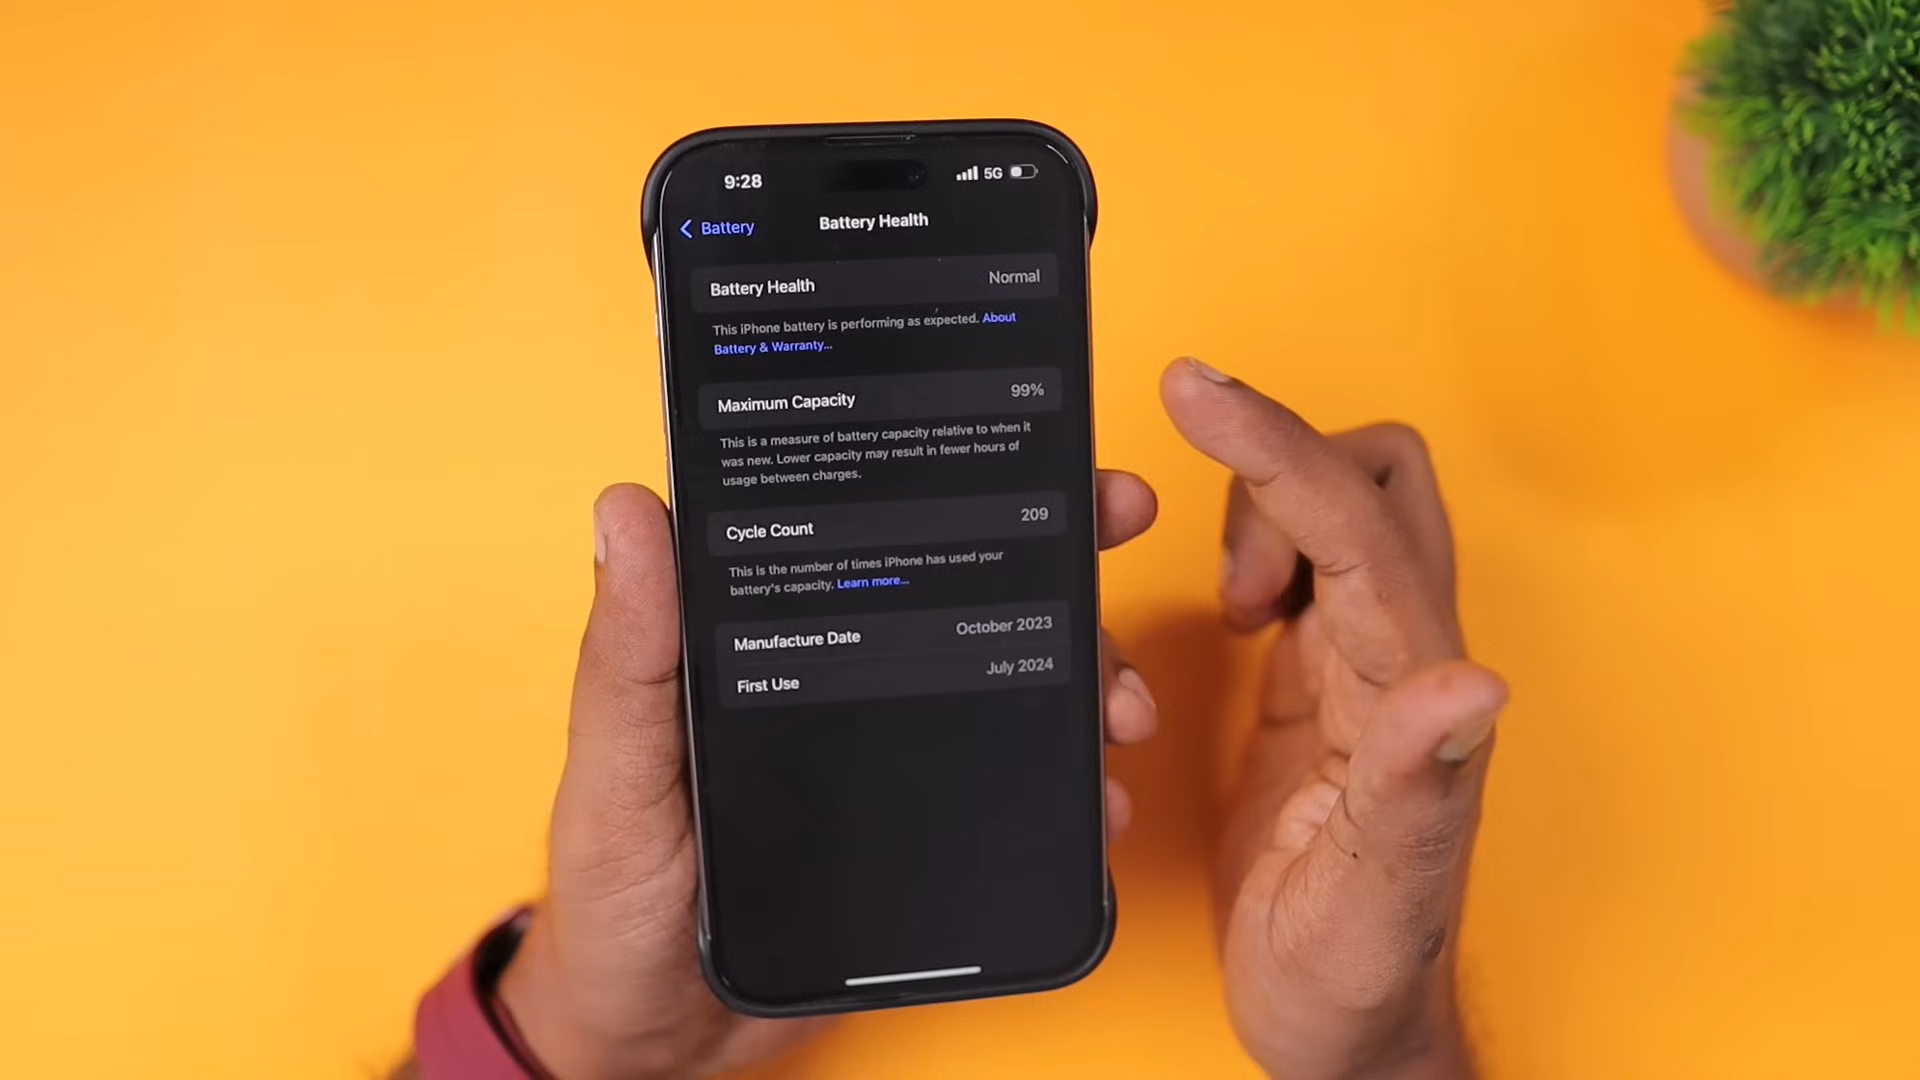 9:28 5G
Battery Battery Health
Battery Health Normal
This iPhone battery is performing as expected. About
Battery & Warranty...
Maximum Capacity 99%
This is a measure of battery capacity relative to when it
was new. Lower capacity may result in fewer hours of
usage between charges.
Cycle Count 209
This is the number of times iPhone has used your
battery's capacity. Learn more...
Manufacture Date October 2023
First Use July 2024